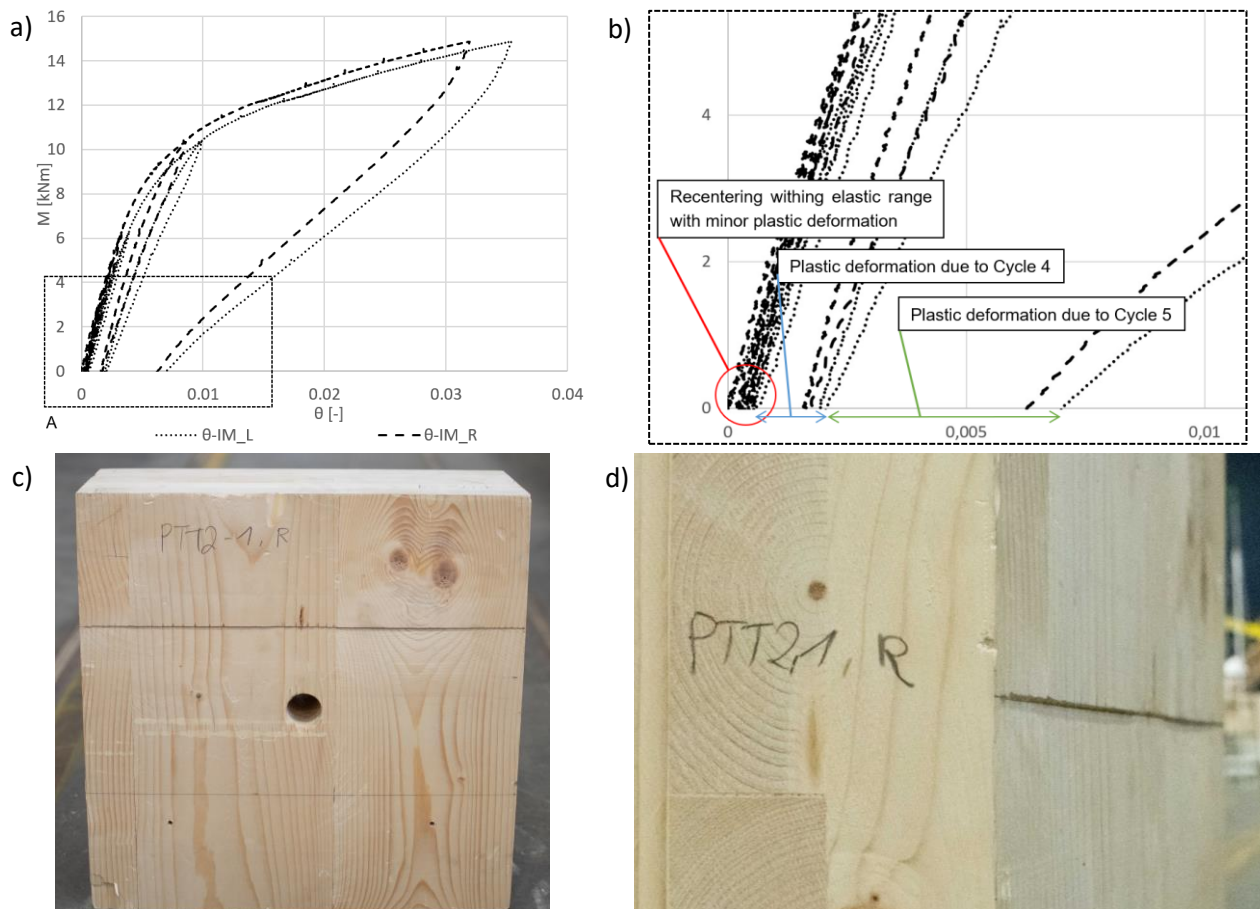 a)
16
14
12
10
8
6
4
2
0
M [kNm]
0
0.01
0.02
0.03
0.04
A
θ [-]
θ-IM_L
θ-IM_R
b)
4
Recentering withing elastic range
with minor plastic deformation
2
Plastic deformation due to Cycle 4
Plastic deformation due to Cycle 5
0
0
0,005
0,01
c)
PTT2-1, R
d)
PTT2,1, R